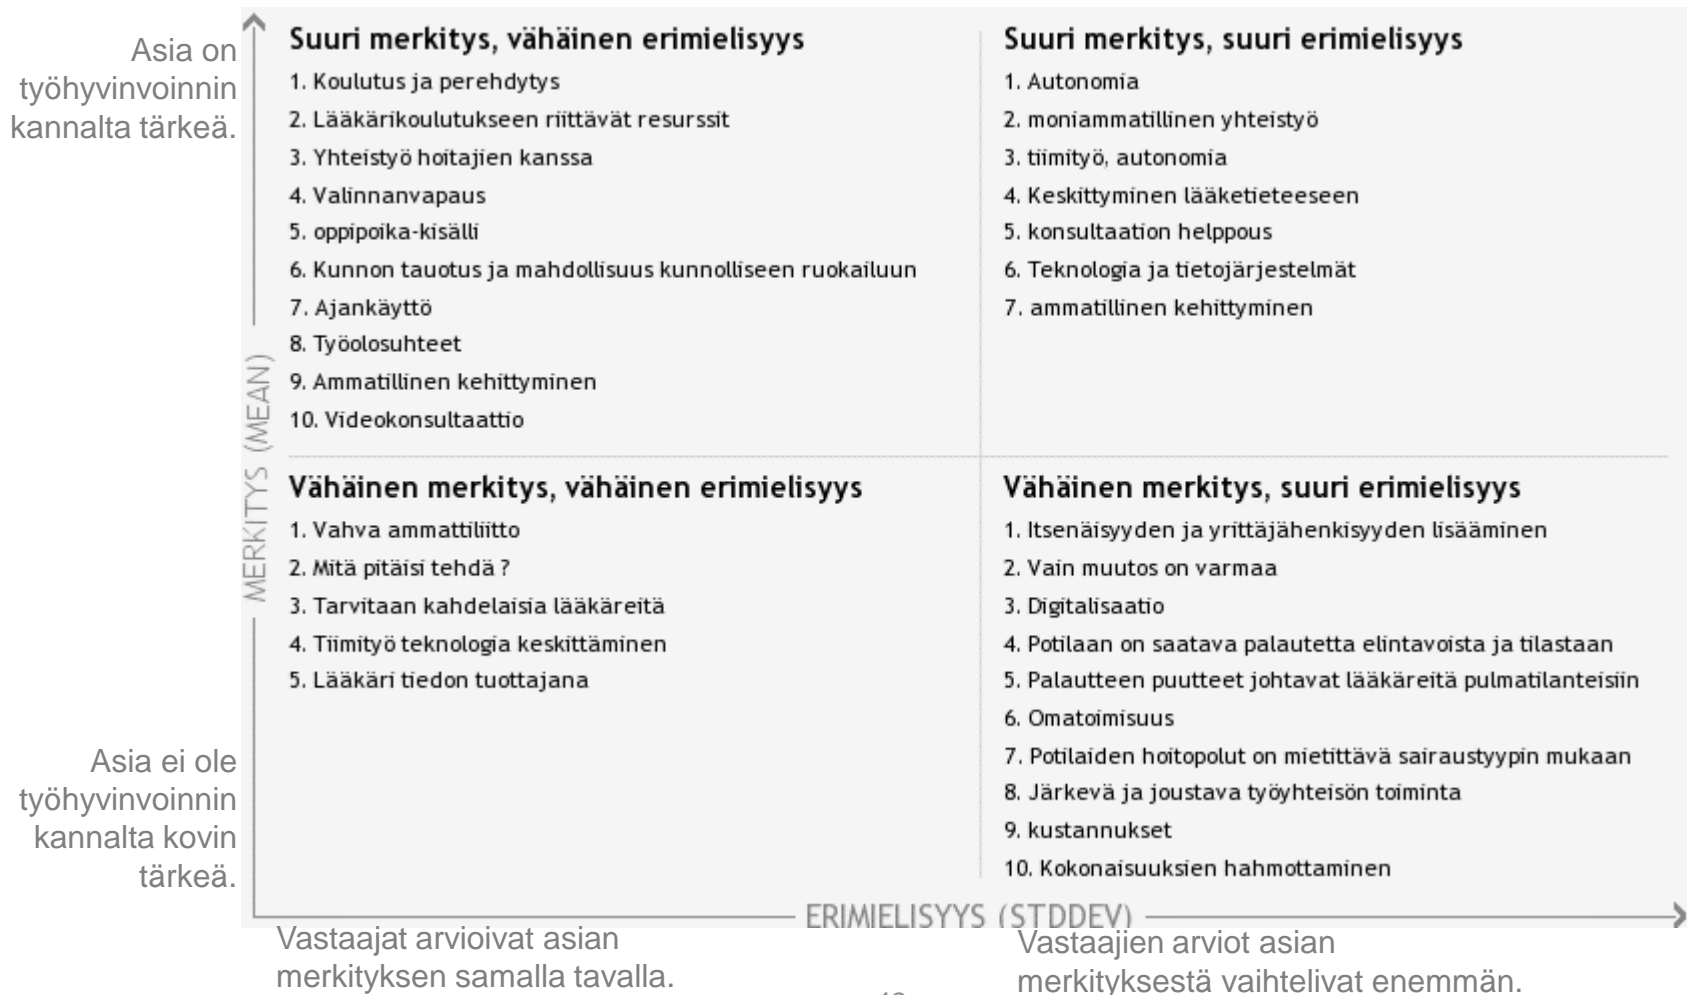 Asia on
työhyvinvoinnin
kannalta tärkeä.
Suuri merkitys, vähäinen erimielisyys
1. Koulutus ja perehdytys
2. Lääkärikoulutukseen riittävät resurssit
3. Yhteistyö hoitajien kanssa
4. Valinnanvapaus
5. oppipoika-kisälli
6. Kunnon tauotus ja mahdollisuus kunnolliseen ruokailuun
7. Ajankäyttö
8. Työolosuhteet
9. Ammatillinen kehittyminen
10. Videokonsultaattio
Suuri merkitys, suuri erimielisyys
1. Autonomia
2. moniammatillinen yhteistyö
3. tiimityö, autonomia
4. Keskittyminen lääketieteeseen
5. konsultaation helppous
6. Teknologia ja tietojärjestelmät
7. ammatillinen kehittyminen
MERKITYS (MEAN)
Vähäinen merkitys, vähäinen erimielisyys
1. Vahva ammattiliitto
2. Mitä pitäisi tehdä ?
3. Tarvitaan kahdelaisia lääkäreitä
4. Tiimityö teknologia keskittäminen
5. Lääkäri tiedon tuottajana
Vähäinen merkitys, suuri erimielisyys
1. Itsenäisyyden ja yrittäjähenkisyyden lisääminen
2. Vain muutos on varmaa
3. Digitalisaatio
4. Potilaan on saatava palautetta elintavoista ja tilastaan
5. Palautteen puutteet johtavat lääkäreitä pulmatilanteisiin
6. Omatoimisuus
7. Potilaiden hoitopolut on mietittävä sairaustyypin mukaan
8. Järkevä ja joustava työyhteisön toiminta
9. kustannukset
10. Kokonaisuuksien hahmottaminen
Asia ei ole
työhyvinvoinnin
kannalta kovin
tärkeä.
ERIMIELISYYS (STDDEV)
Vastaajat arvioivat asian
merkityksen samalla tavalla.
Vastaajien arviot asian
merkityksestä vaihtelivat enemmän.